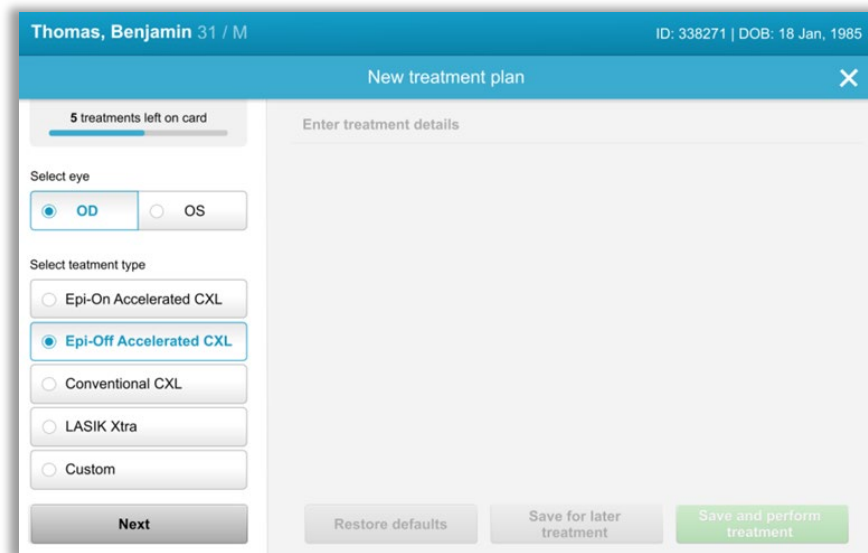 Thomas, Benjamin 31 / M
ID: 338271 | DOB: 18 Jan, 1985
New treatment plan
5 treatments left on card
Enter treatment details
Select eye
OD
OS
Select teatment type
Epi-On Accelerated CXL
Epi-Off Accelerated CXL
Conventional CXL
LASIK Xtra
Custom
Next
Restore defaults
Save for later
treatment
Save and perform
treatment